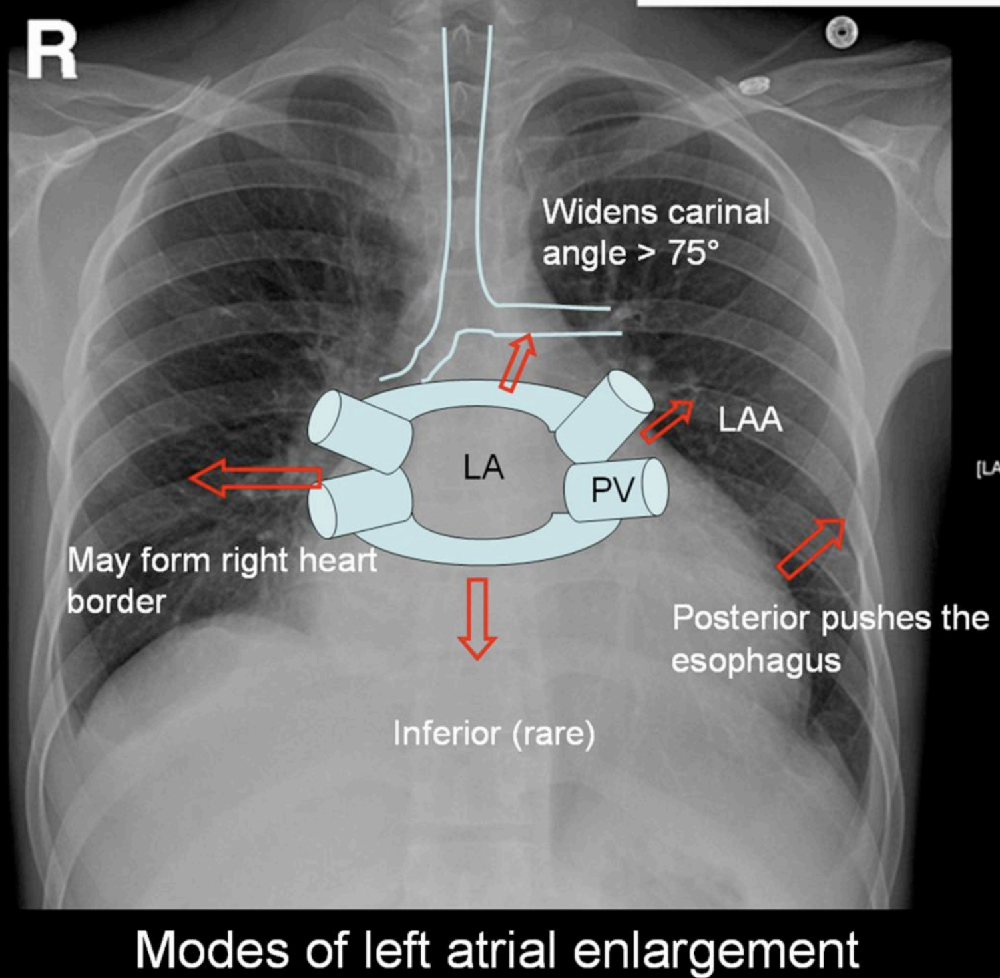 R
Widens carinal
angle > 75°
LAA
LA
[LA
PV
May form right heart
border
Posterior pushes the
esophagus
Inferior (rare)
Modes of left atrial enlargement